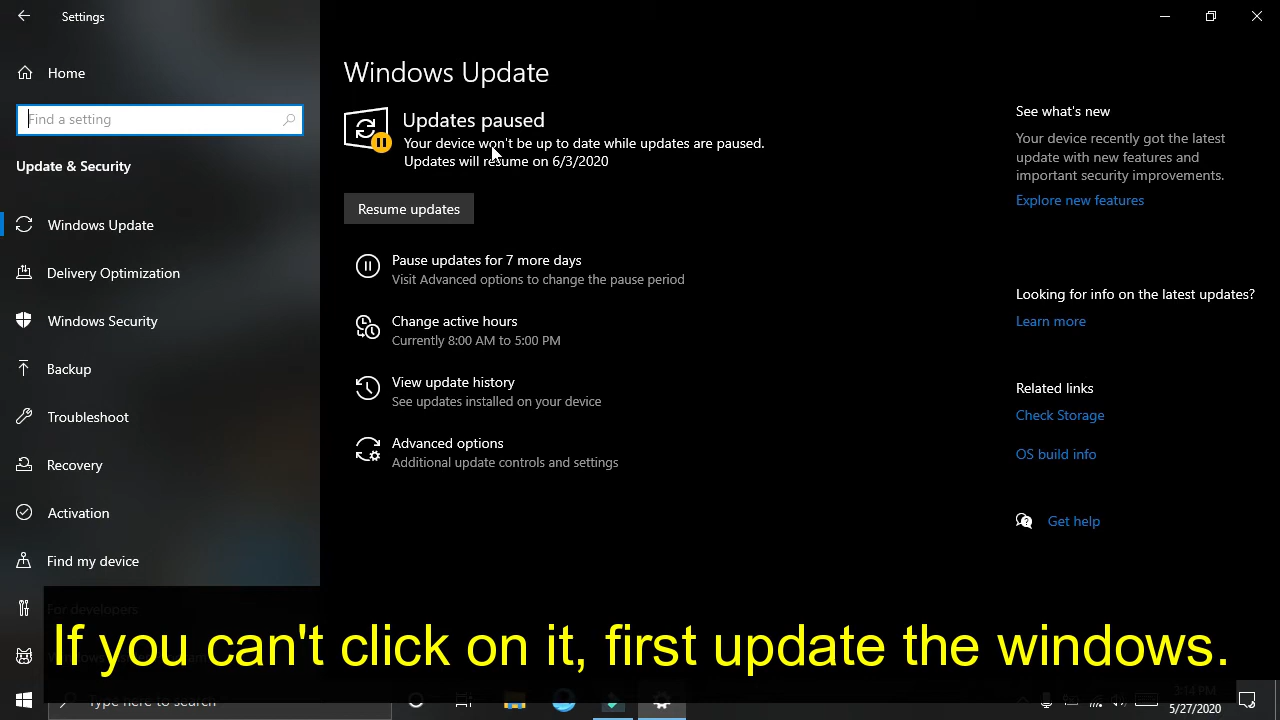 Settings
Home
Find a setting
Update & Security
Windows Update
Delivery Optimization
Windows Security
Backup
Troubleshoot
Recovery
Activation
Find my device
For developers
Windows Update
Updates paused
Your device won't be up to date while updates are paused.
Updates will resume on 6/3/2020
Resume updates
Pause updates for 7 more days
Visit Advanced options to change the pause period
Change active hours
Currently 8:00 AM to 5:00 PM
View update history
See updates installed on your device
Advanced options
Additional update controls and settings
See what's new
Your device recently got the latest
update with new features and
important security improvements.
Explore new features
Looking for info on the latest updates?
Learn more
Related links
Check Storage
OS build info
Get help
If you can't click on it, first update the windows.
Type here to search
3:14 PM
5/27/2020